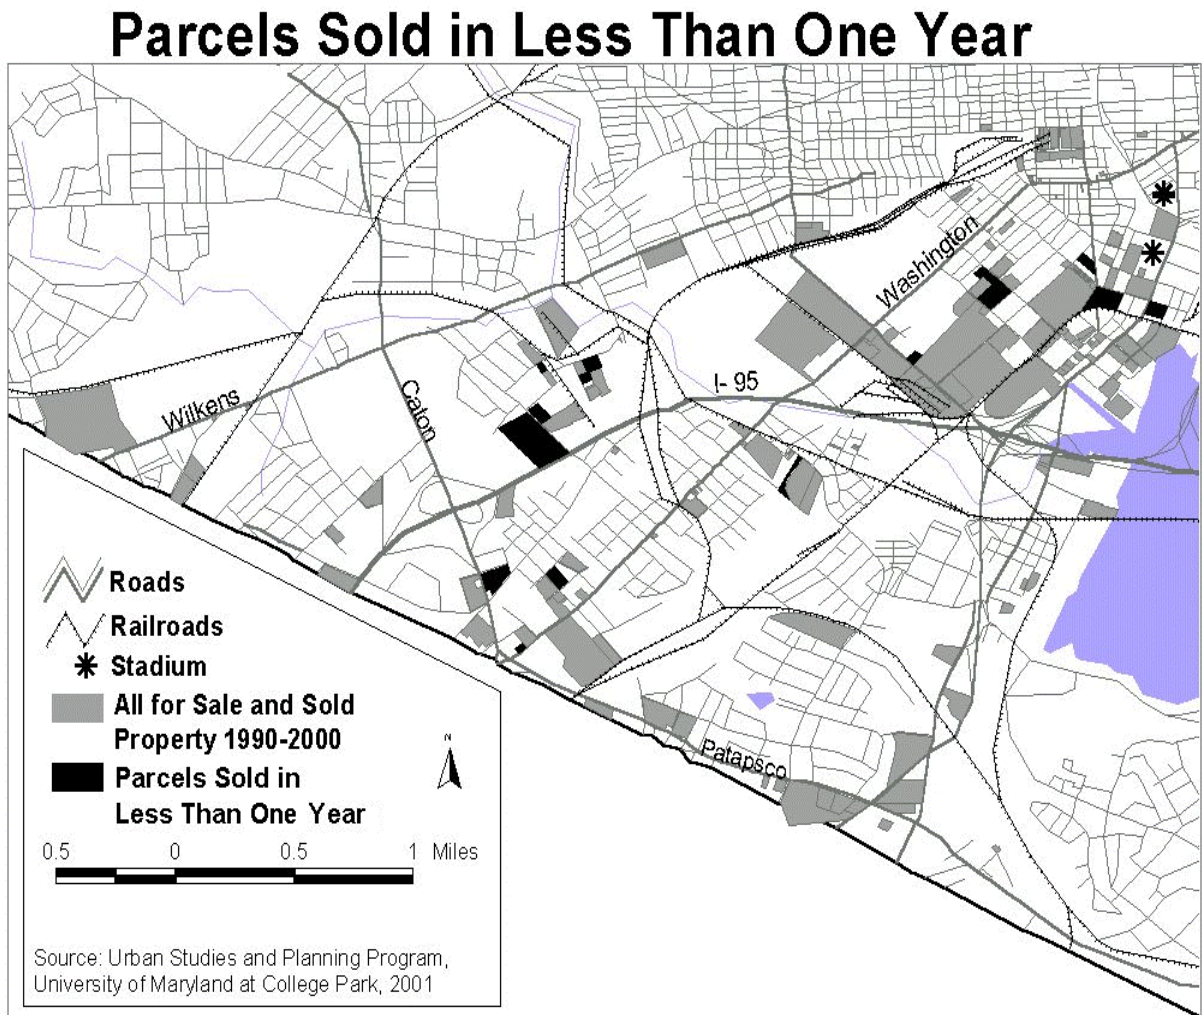 Parcels Sold in Less Than One Year
Washington
I- 95
Wilkens
Caton
Patapsco
Roads
Railroads
Stadium
All for Sale and Sold
Property 1990-2000
Parcels Sold in
Less Than One Year
N
0.5 0 0.5 1 Miles
Source: Urban Studies and Planning Program,
University of Maryland at College Park, 2001